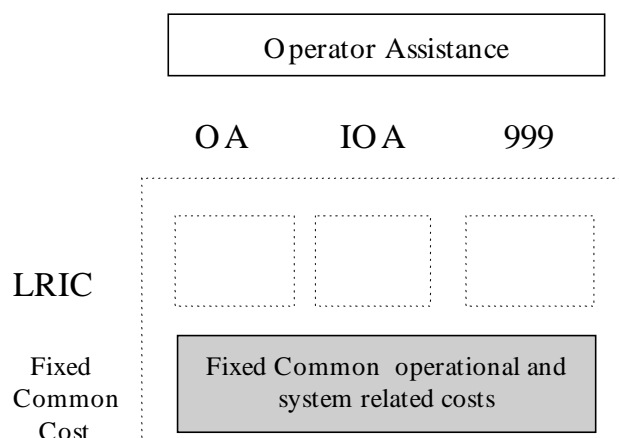 Operator Assistance
OA IOA 999
LRIC
Fixed Common Cost
Fixed Common operational and
system related costs